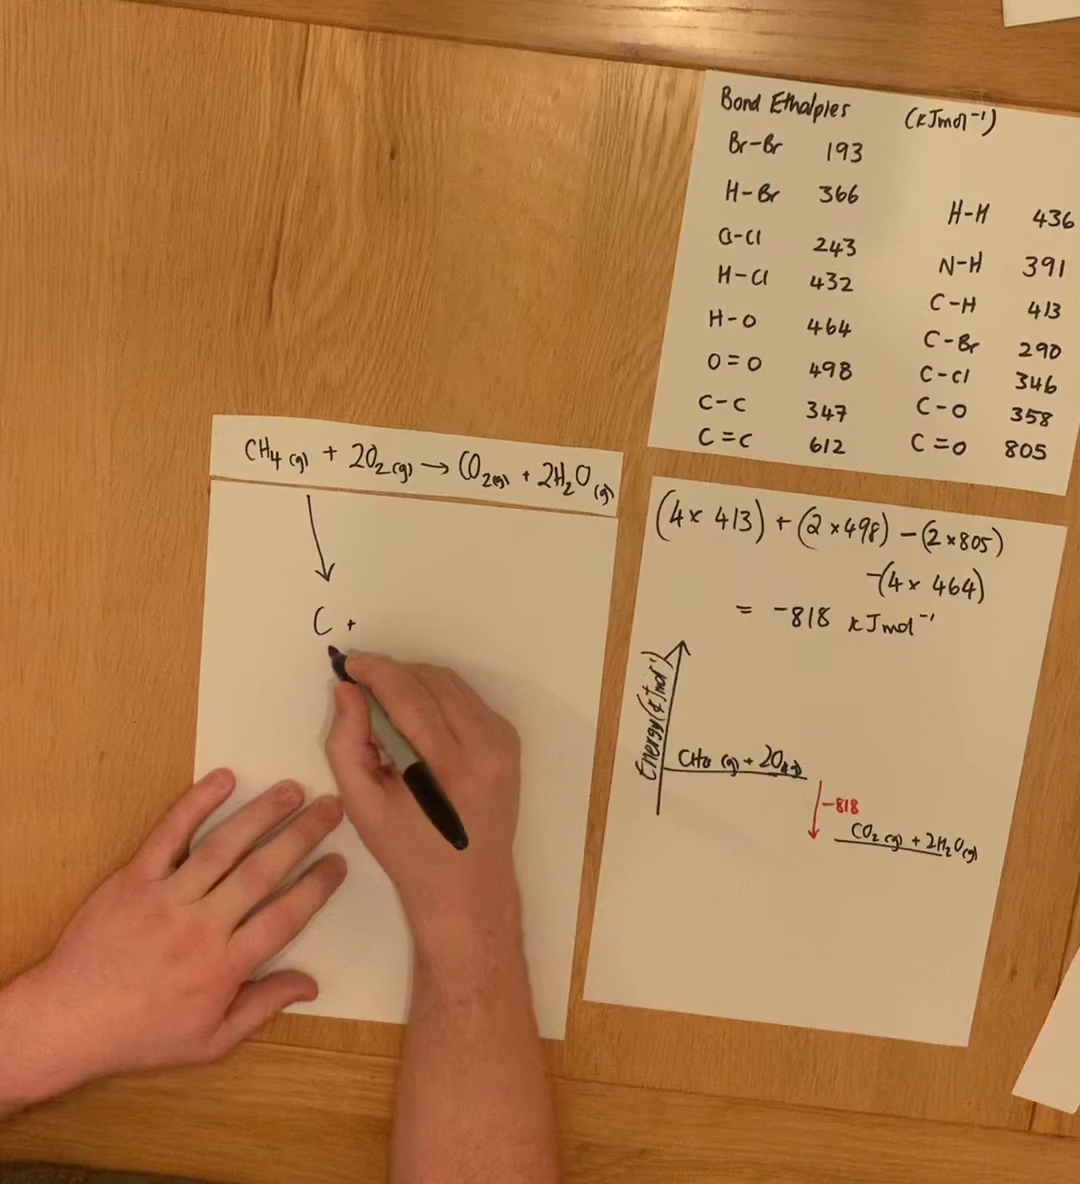 Bond Ethalpies (kJmol⁻¹)
Br-Br 193
H-Br 366
Cl-Cl 243
H-Cl 432
H-O 464
O=O 498
C-C 347
C=C 612
H-H 436
N-H 391
C-H 413
C-Br 290
C-Cl 346
C-O 358
C=O 805
CH₄(g) + 2O₂(g) → CO₂(g) + 2H₂O(g)
C +
(4 × 413) + (2 × 498) - (2 × 805)
-(4 × 464)
= -818 kJmol⁻¹
Energy (kJmol⁻¹)
CH₄ (g) + 2O₂(g)
-818
CO₂ (g) + 2H₂O(g)